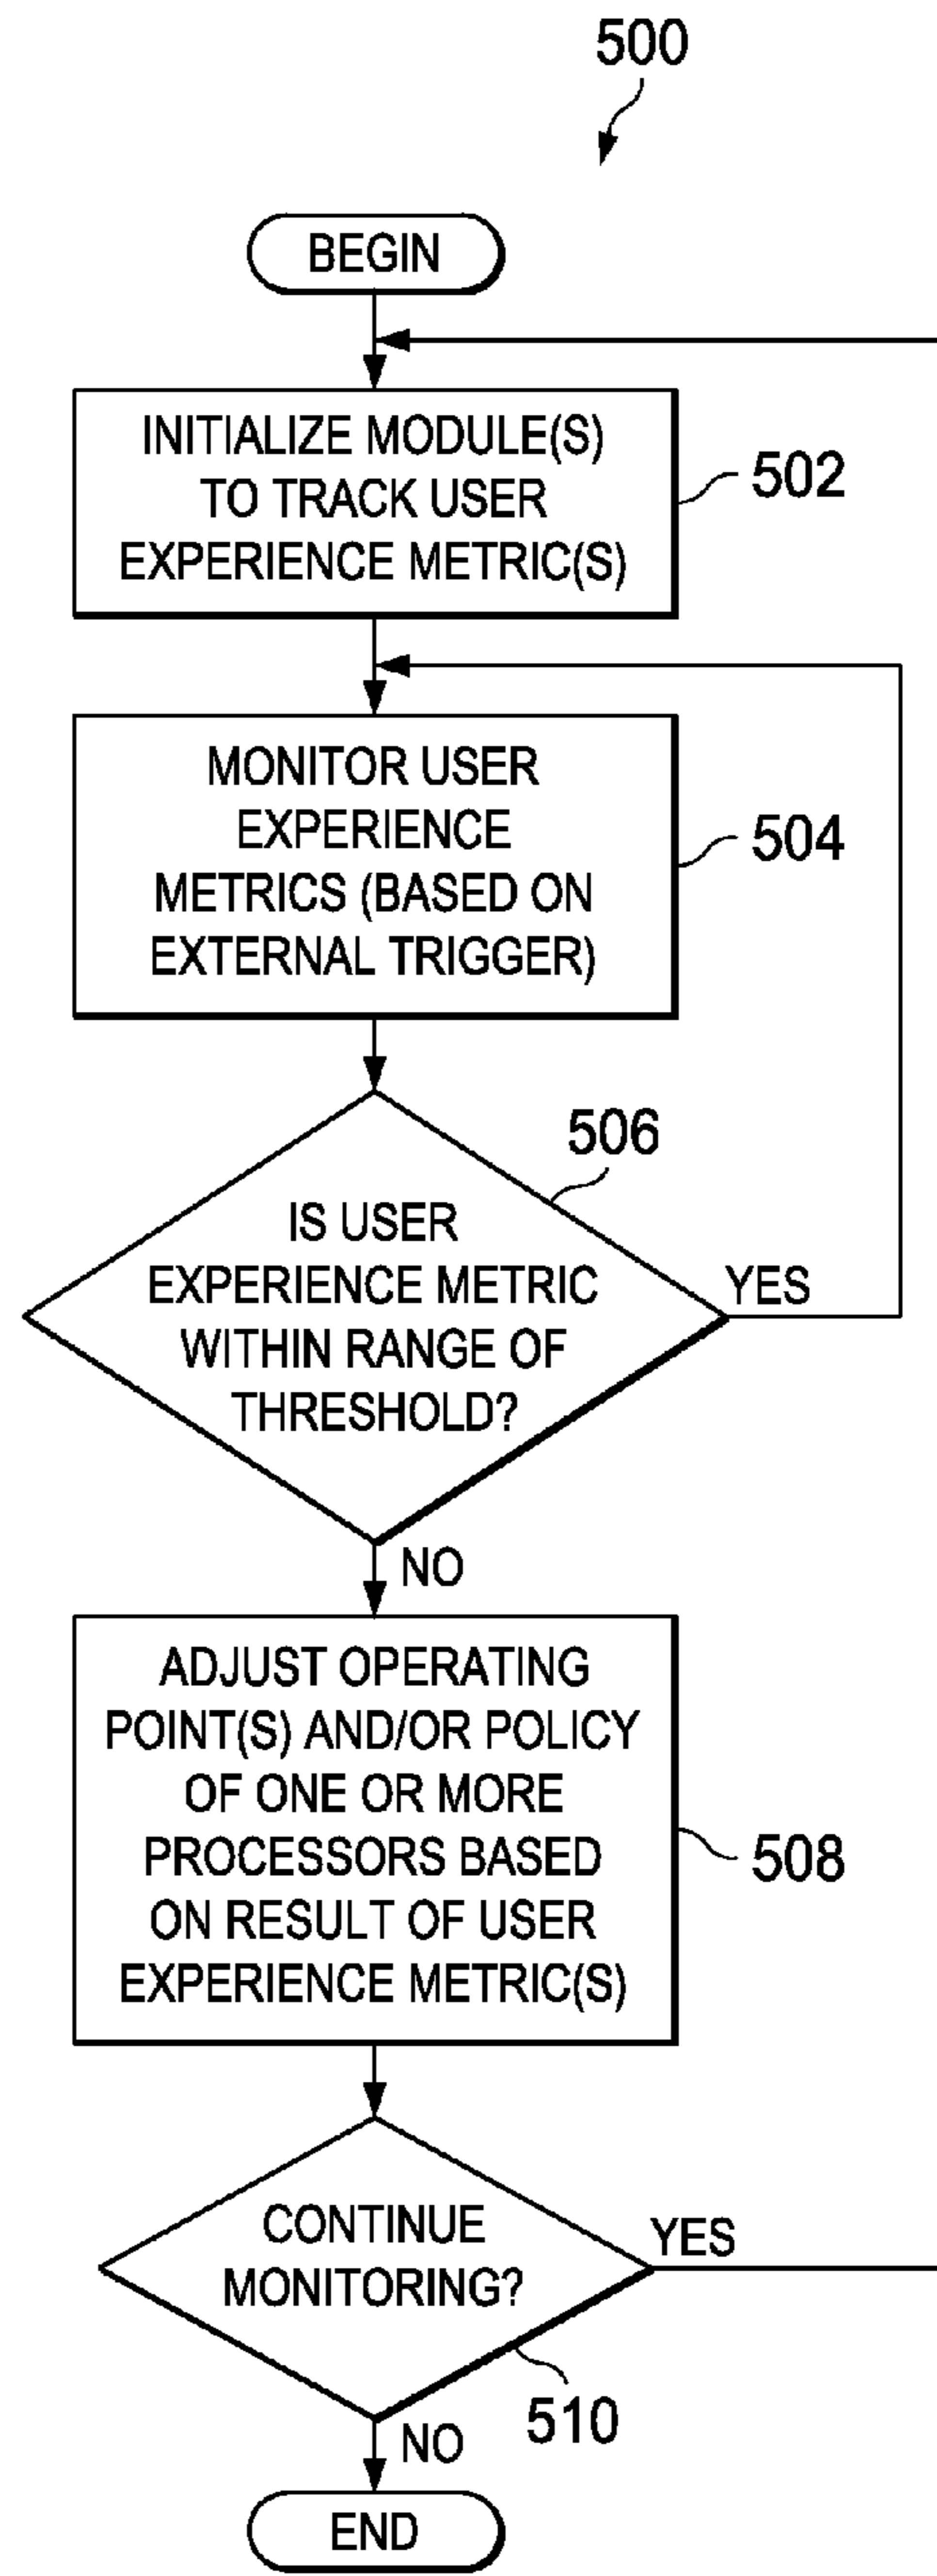 500
BEGIN
INITIALIZE MODULE(S)
TO TRACK USER
EXPERIENCE METRIC(S)
502
MONITOR USER
EXPERIENCE
METRICS (BASED ON
EXTERNAL TRIGGER)
504
506
IS USER
EXPERIENCE METRIC
WITHIN RANGE OF
THRESHOLD?
YES
NO
ADJUST OPERATING
POINT(S) AND/OR POLICY
OF ONE OR MORE
PROCESSORS BASED
ON RESULT OF USER
EXPERIENCE METRIC(S)
508
CONTINUE
MONITORING?
YES
510
NO
END